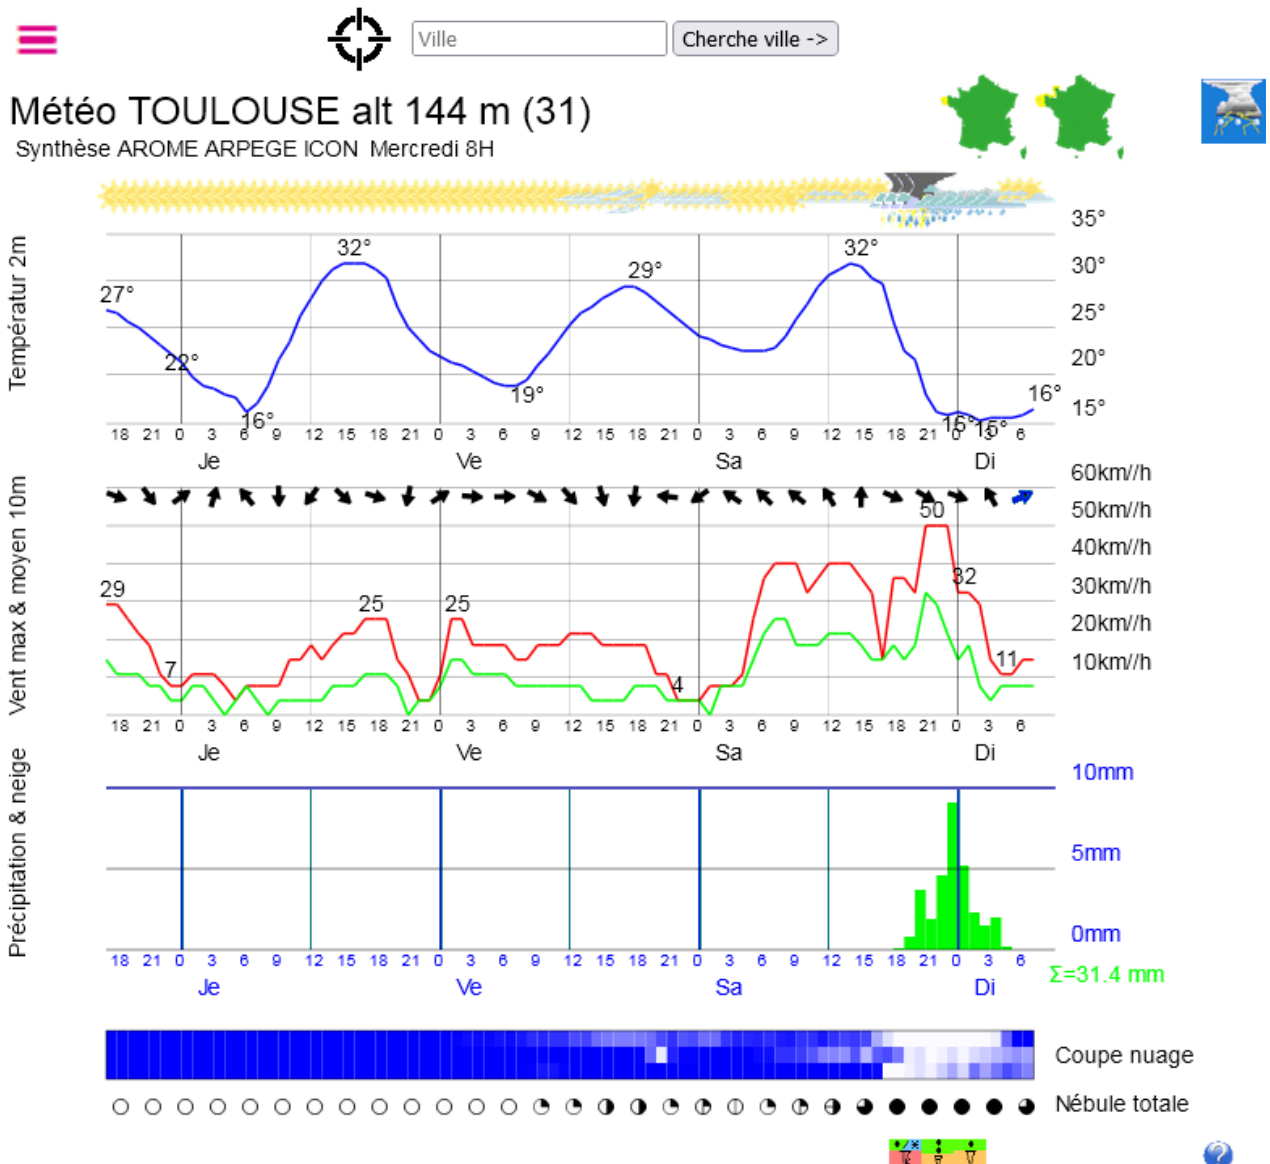 Ville
Cherche ville ->
Météo TOULOUSE alt 144 m (31)
Synthèse AROME ARPEGE ICON Mercredi 8H
Températur 2m
35°
30°
25°
20°
15°
27°
22°
16°
32°
19°
29°
32°
16°
15°
16°
18 21 0 3 6 9 12 15 18 21 0 3 6 9 12 15 18 21 0 3 6 9 12 15 18 21 0 3 6
Je Ve Sa Di
Vent max & moyen 10m
60km//h
50km//h
40km//h
30km//h
20km//h
10km//h
29
7
25
25
4
50
32
11
18 21 0 3 6 9 12 15 18 21 0 3 6 9 12 15 18 21 0 3 6 9 12 15 18 21 0 3 6
Je Ve Sa Di
Précipitation & neige
10mm
5mm
0mm
18 21 0 3 6 9 12 15 18 21 0 3 6 9 12 15 18 21 0 3 6 9 12 15 18 21 0 3 6
Σ=31.4 mm
Je Ve Sa Di
Coupe nuage
Nébule totale
?